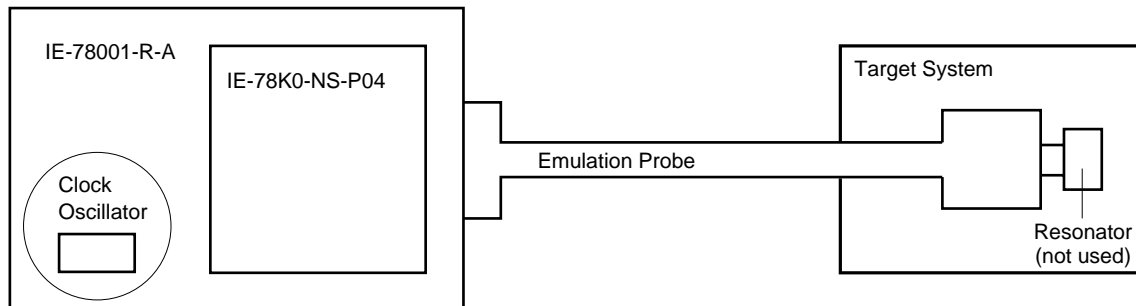 IE-78001-R-A
IE-78K0-NS-P04
Target System
Emulation Probe
Clock
Oscillator
Resonator
(not used)